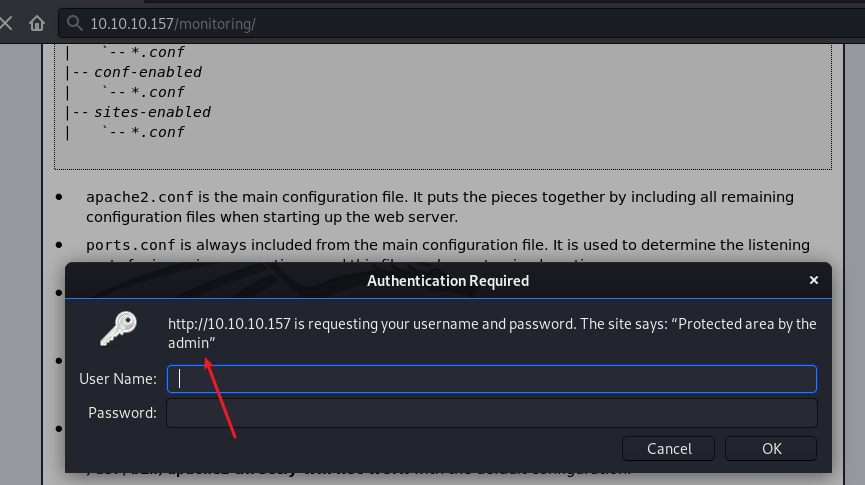 10.10.10.157/monitoring/
|    `-- *.conf
|-- conf-enabled
|    `-- *.conf
|-- sites-enabled
|    `-- *.conf
• apache2.conf is the main configuration file. It puts the pieces together by including all remaining
configuration files when starting up the web server.
• ports.conf is always included from the main configuration file. It is used to determine the listening
Authentication Required
http://10.10.10.157 is requesting your username and password. The site says: “Protected area by the
admin”
User Name:
Password:
Cancel OK